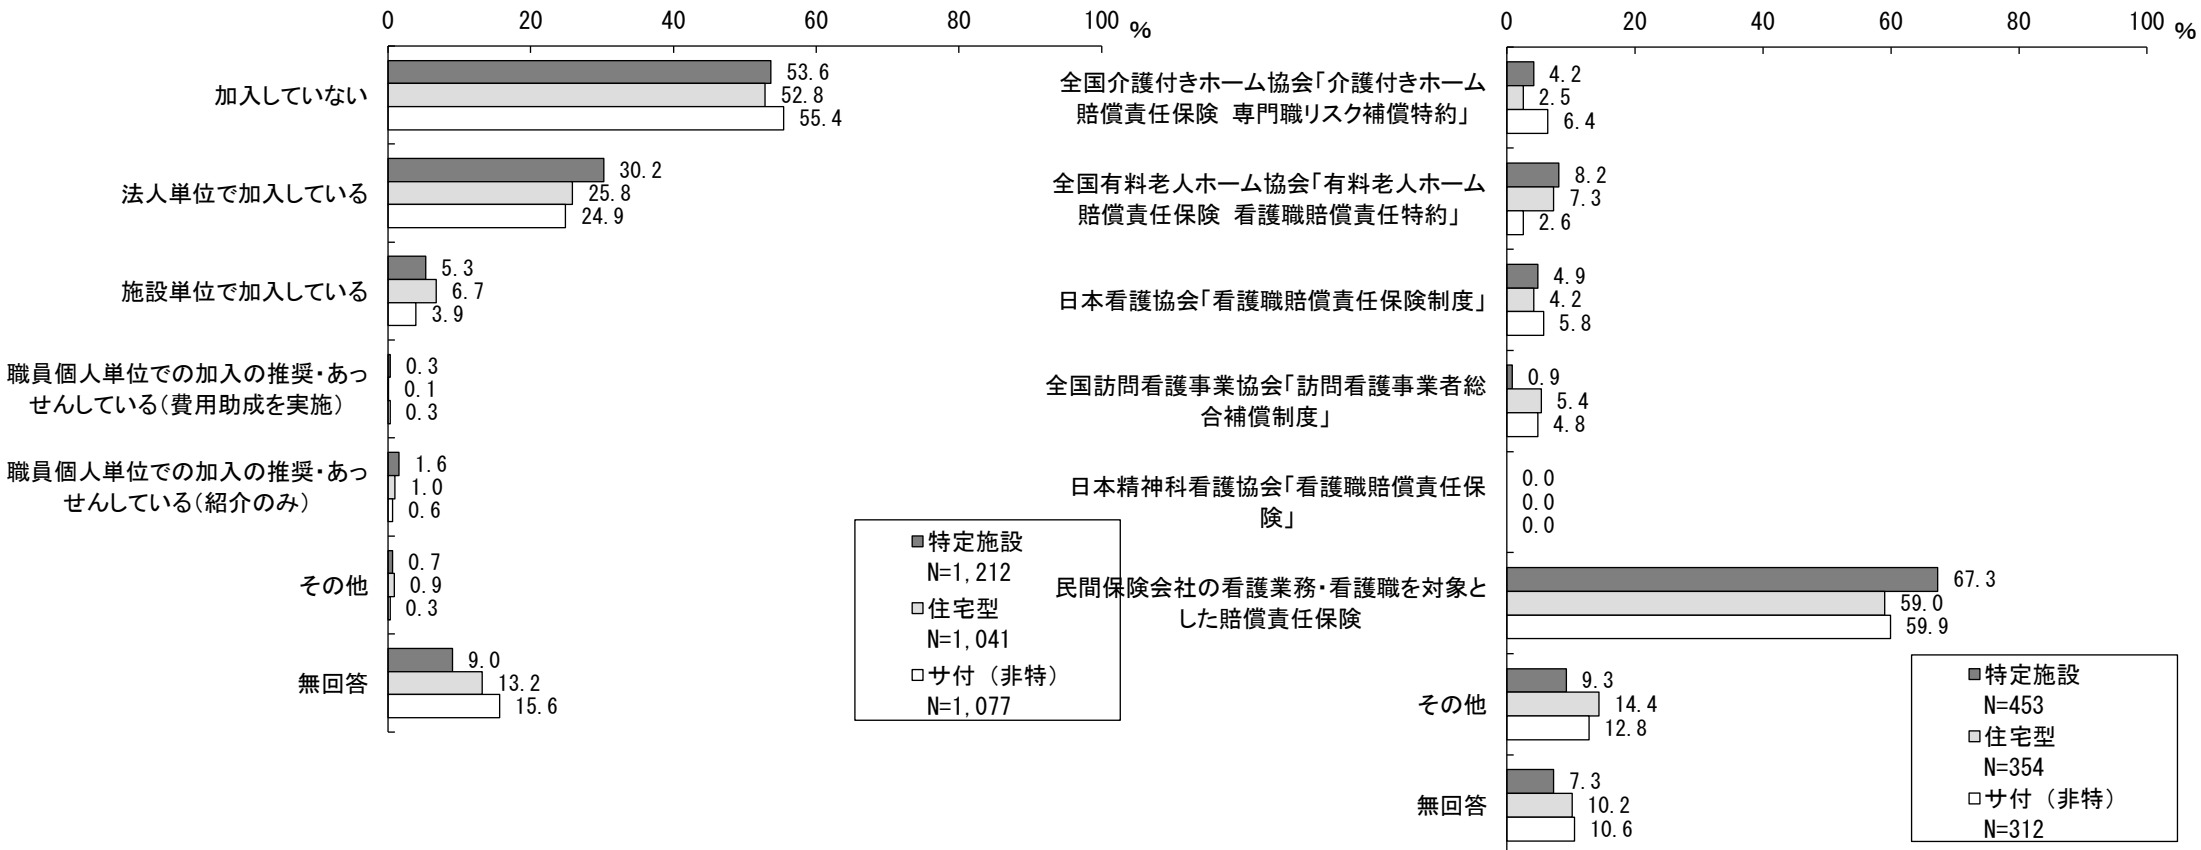 0 20 40 60 80 100 %
加入していない
53.6
52.8
55.4
法人単位で加入している
30.2
25.8
24.9
施設単位で加入している
5.3
6.7
3.9
職員個人単位での加入の推奨・あっ
せんしている（費用助成を実施）
0.3
0.1
0.3
職員個人単位での加入の推奨・あっ
せんしている（紹介のみ）
1.6
1.0
0.6
その他
0.7
0.9
0.3
無回答
9.0
13.2
15.6
特定施設
N=1,212
住宅型
N=1,041
サ付（非特）
N=1,077
0 20 40 60 80 100 %
全国介護付きホーム協会「介護付きホーム
賠償責任保険 専門職リスク補償特約」
4.2
2.5
6.4
全国有料老人ホーム協会「有料老人ホーム
賠償責任保険 看護職賠償責任特約」
8.2
7.3
2.6
日本看護協会「看護職賠償責任保険制度」
4.9
4.2
5.8
全国訪問看護事業協会「訪問看護事業者総
合補償制度」
0.9
5.4
4.8
日本精神科看護協会「看護職賠償責任保
険」
0.0
0.0
0.0
民間保険会社の看護業務・看護職を対象と
した賠償責任保険
67.3
59.0
59.9
その他
9.3
14.4
12.8
無回答
7.3
10.2
10.6
特定施設
N=453
住宅型
N=354
サ付（非特）
N=312